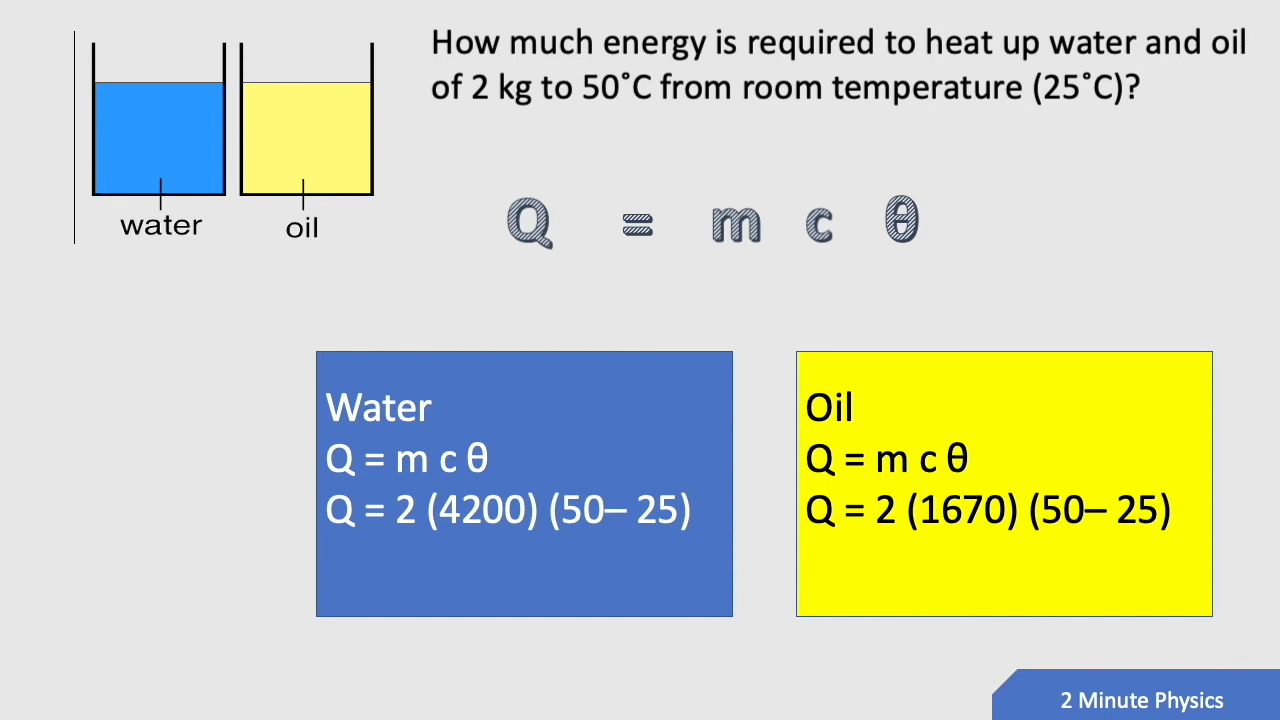 How much energy is required to heat up water and oil
of 2 kg to 50˚C from room temperature (25˚C)?
water
oil
Q = m c θ
Water
Q = m c θ
Q = 2 (4200) (50– 25)
Oil
Q = m c θ
Q = 2 (1670) (50– 25)
2 Minute Physics